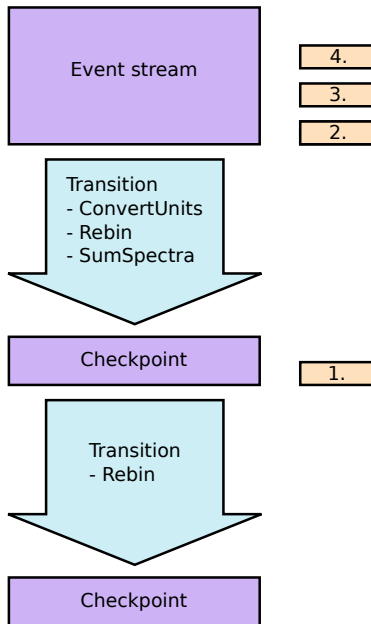 Event stream
4.
3.
2.
Transition
- ConvertUnits
- Rebin
- SumSpectra
Checkpoint
1.
Transition
- Rebin
Checkpoint